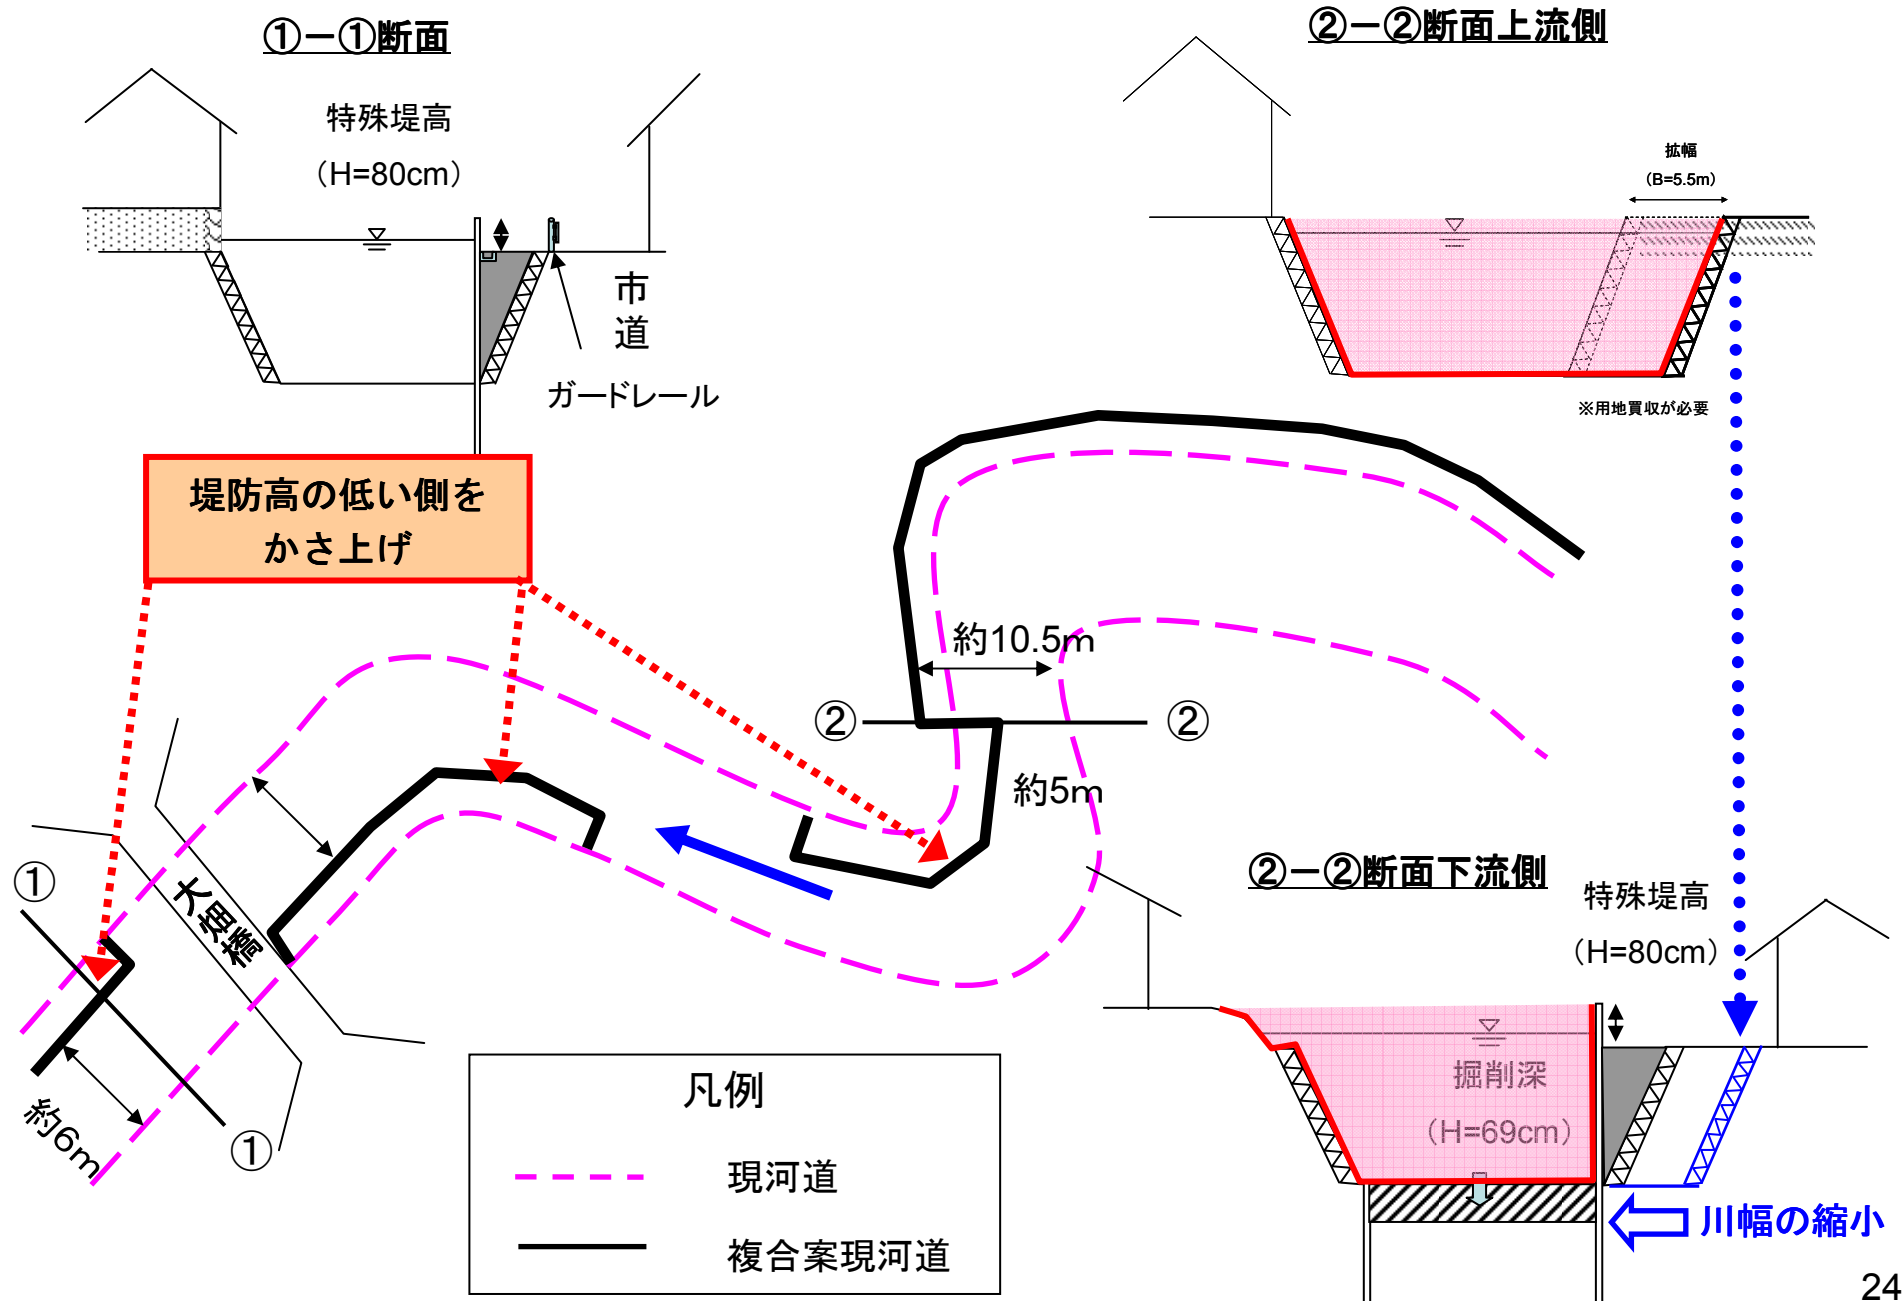 ①－①断面
特殊堤高
（H=80cm）
市道
ガードレール
②－②断面上流側
拡幅
（B=5.5m）
※用地買収が必要
堤防高の低い側を
かさ上げ
約10.5m
②
②
約5m
①
大畑橋
約6m
①
②－②断面下流側
特殊堤高
（H=80cm）
掘削深
（H=69cm）
川幅の縮小
凡例
現河道
複合案現河道
24